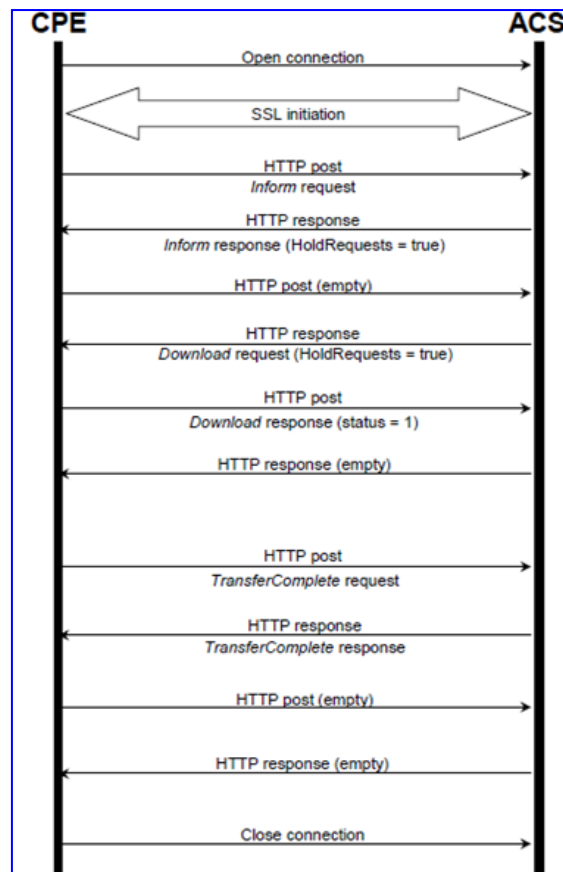 CPE ACS
Open connection
SSL initiation
HTTP post
Inform request
HTTP response
Inform response (HoldRequests = true)
HTTP post (empty)
HTTP response
Download request (HoldRequests = true)
HTTP post
Download response (status = 1)
HTTP response (empty)
HTTP post
TransferComplete request
HTTP response
TransferComplete response
HTTP post (empty)
HTTP response (empty)
Close connection